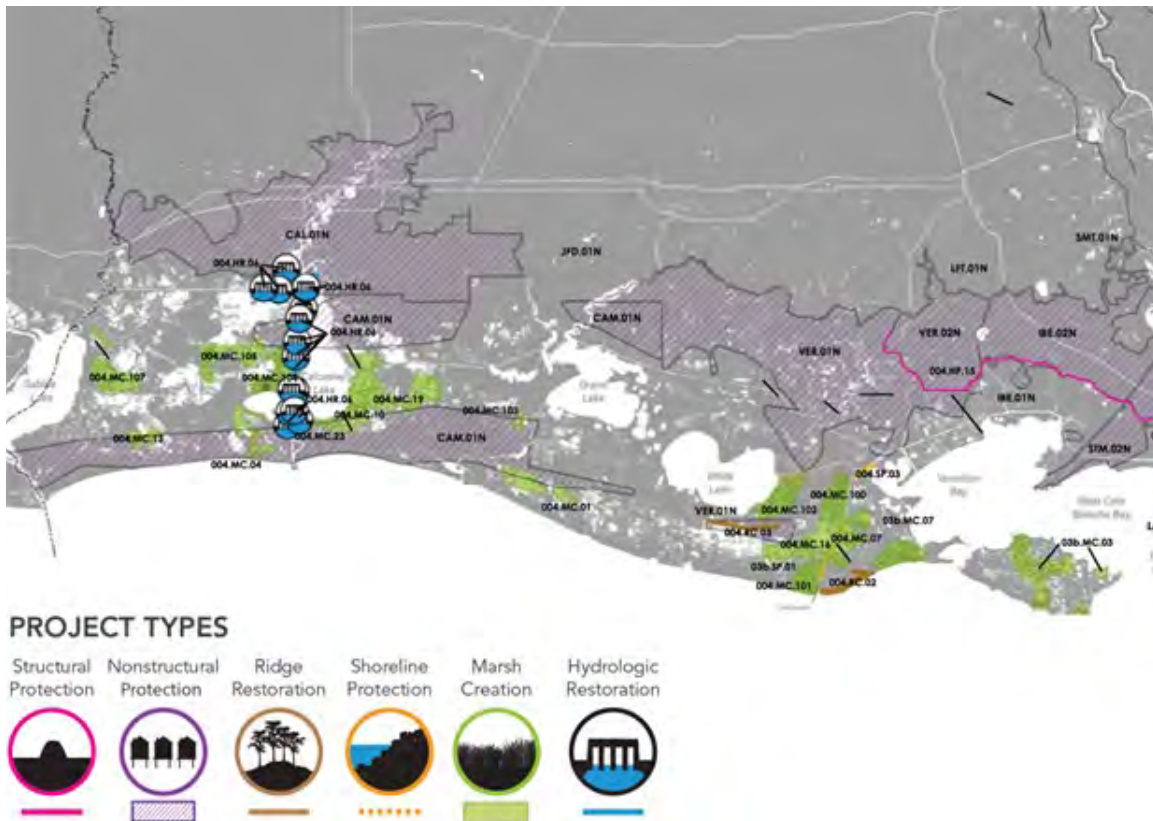 CAL.01N
SMT.01N
JFD.01N
004.HR.06
LFT.01N
004.HR.06
CAM.01N
CAM.01N
004.HR.06
VER.02N
IBE.02N
VER.01N
004.MC.105
004.HP.15
004.MC.107
Lake
004.HR.06
004.MC.19
Lake
IBE.01N
004.MC.10
004.MC.103
004.MC.13
004.MC.23
CAM.01N
STM.02N
004.MC.04
004.SP.03
White
Lake
Vermilion
Bay
004.MC.100
004.MC.01
004.MC.102
VER.01N
03b.MC.07
004.RC.03
004.MC.07
004.MC.16
03b.MC.03
03b.SP.01
004.MC.101
004.RC.02
PROJECT TYPES
Structural
Protection
Nonstructural
Protection
Ridge
Restoration
Shoreline
Protection
Marsh
Creation
Hydrologic
Restoration